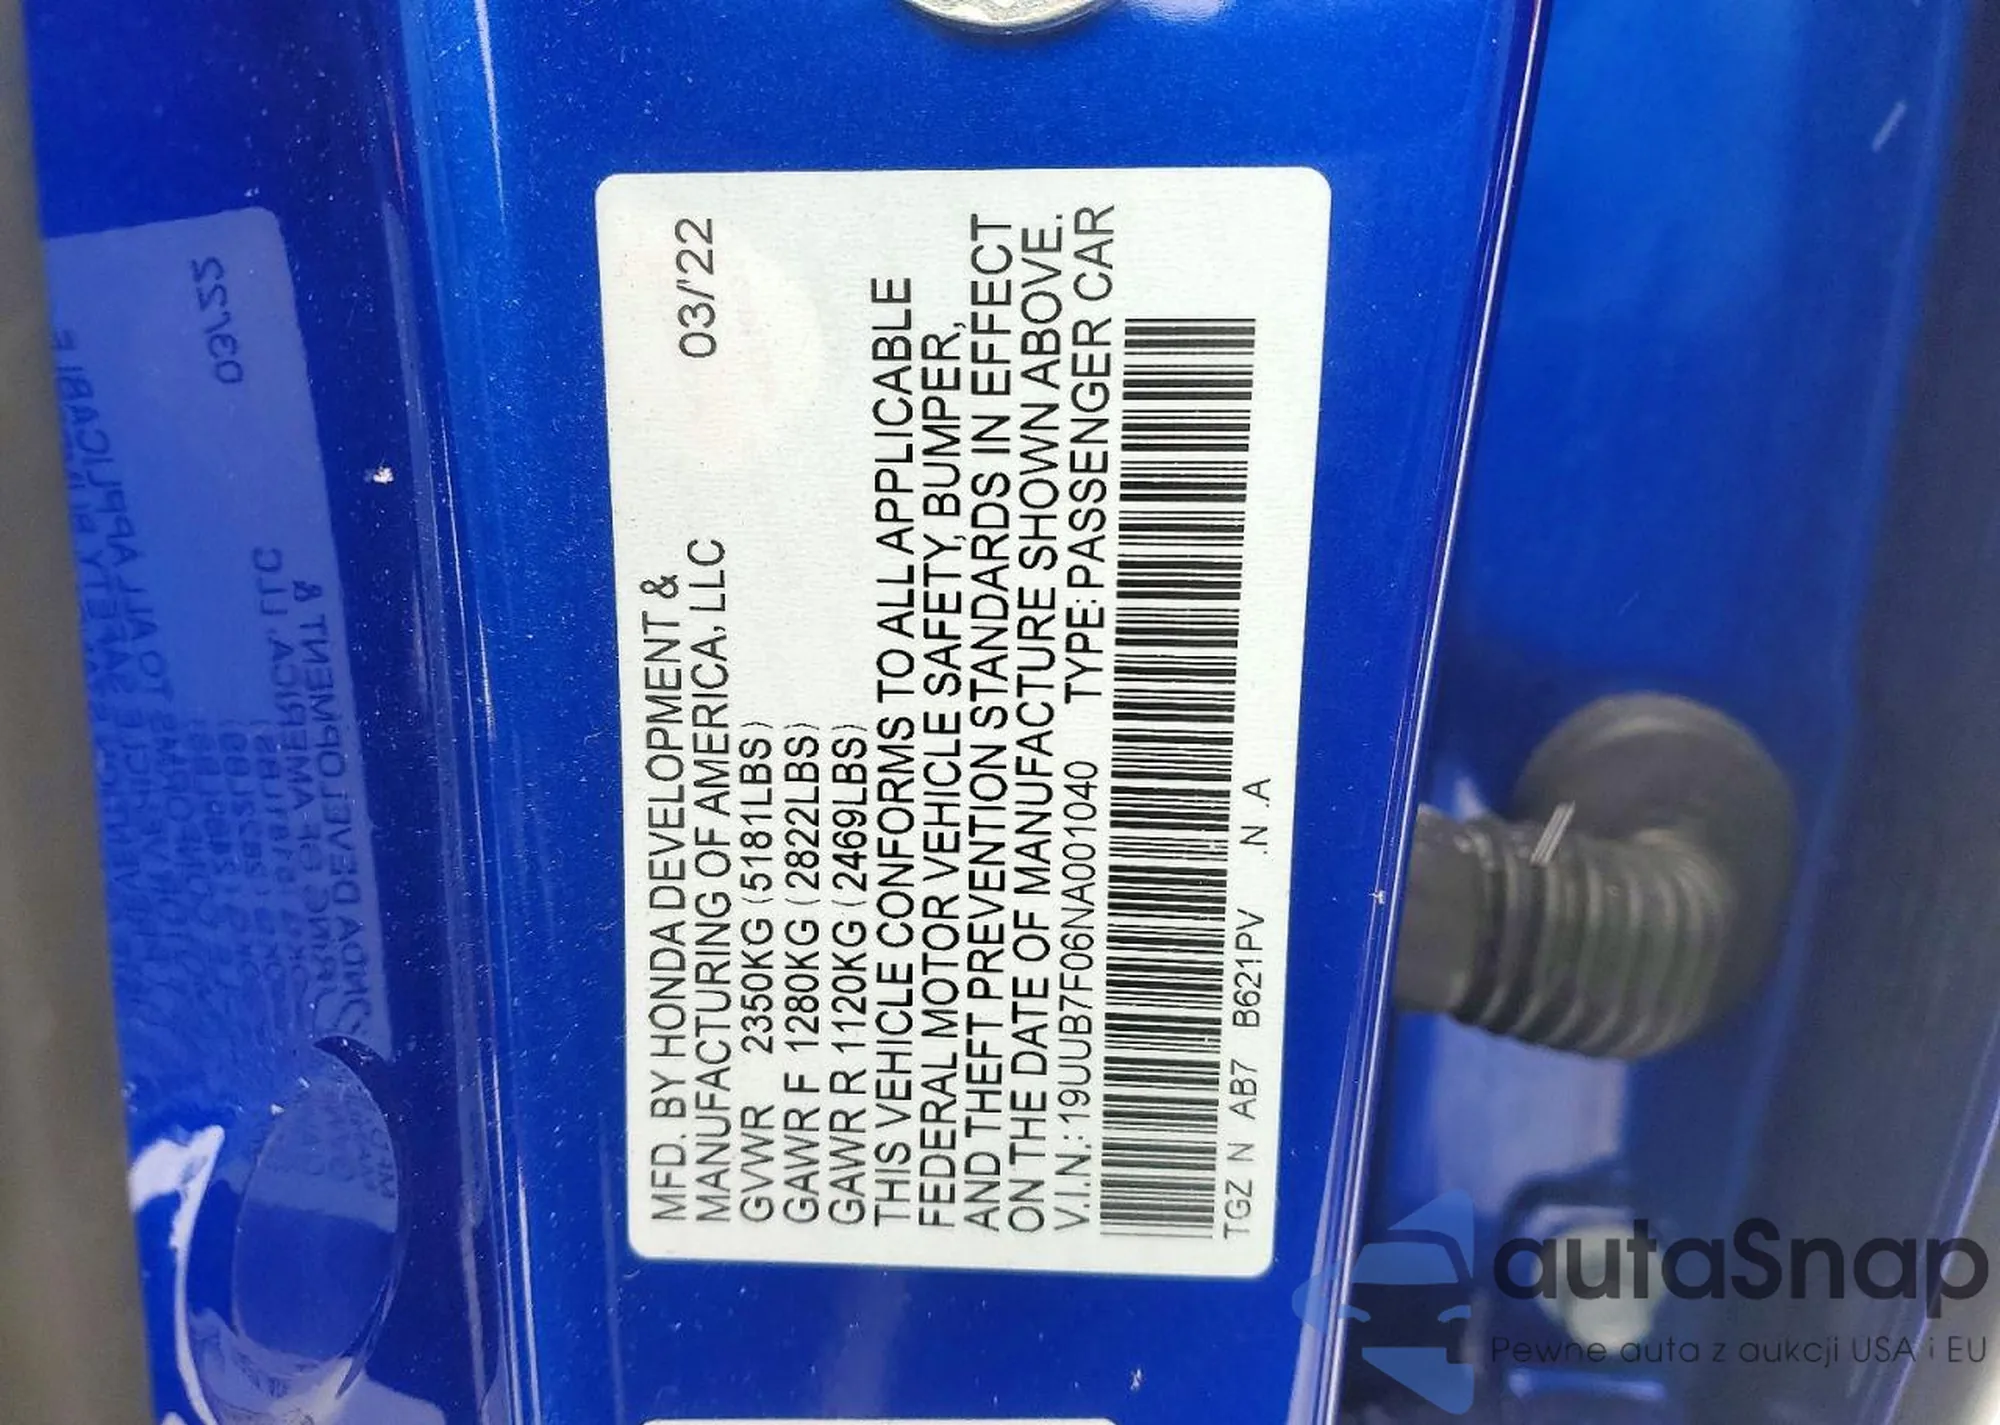 MFD. BY HONDA DEVELOPMENT &
MANUFACTURING OF AMERICA, LLC 03/'22
GVWR 2350KG (5181LBS)
GAWR F 1280KG (2822LBS)
GAWR R 1120KG (2469LBS)
THIS VEHICLE CONFORMS TO ALL APPLICABLE
FEDERAL MOTOR VEHICLE SAFETY, BUMPER,
AND THEFT PREVENTION STANDARDS IN EFFECT
ON THE DATE OF MANUFACTURE SHOWN ABOVE.
V.I.N.: 19UUB7F06NA001040 TYPE: PASSENGER CAR
TGZ N AB7 B621PV .N .A
autaSnap
Pewne auta z aukcji USA i EU